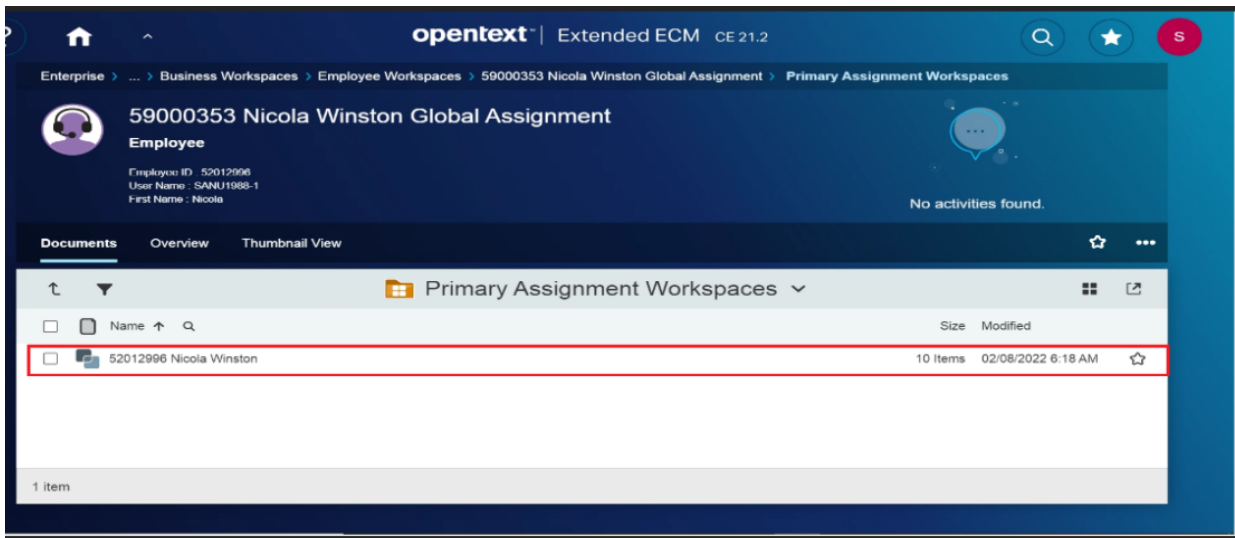 ?
opentext™ | Extended ECM CE 21.2
S
Enterprise > ... > Business Workspaces > Employee Workspaces > 59000353 Nicola Winston Global Assignment > Primary Assignment Workspaces
59000353 Nicola Winston Global Assignment
Employee
Employee ID : 52012996
User Name : SANU1988-1
First Name : Nicola
No activities found.
Documents Overview Thumbnail View
Primary Assignment Workspaces
Name Size Modified
52012996 Nicola Winston 10 Items 02/08/2022 6:18 AM
1 item